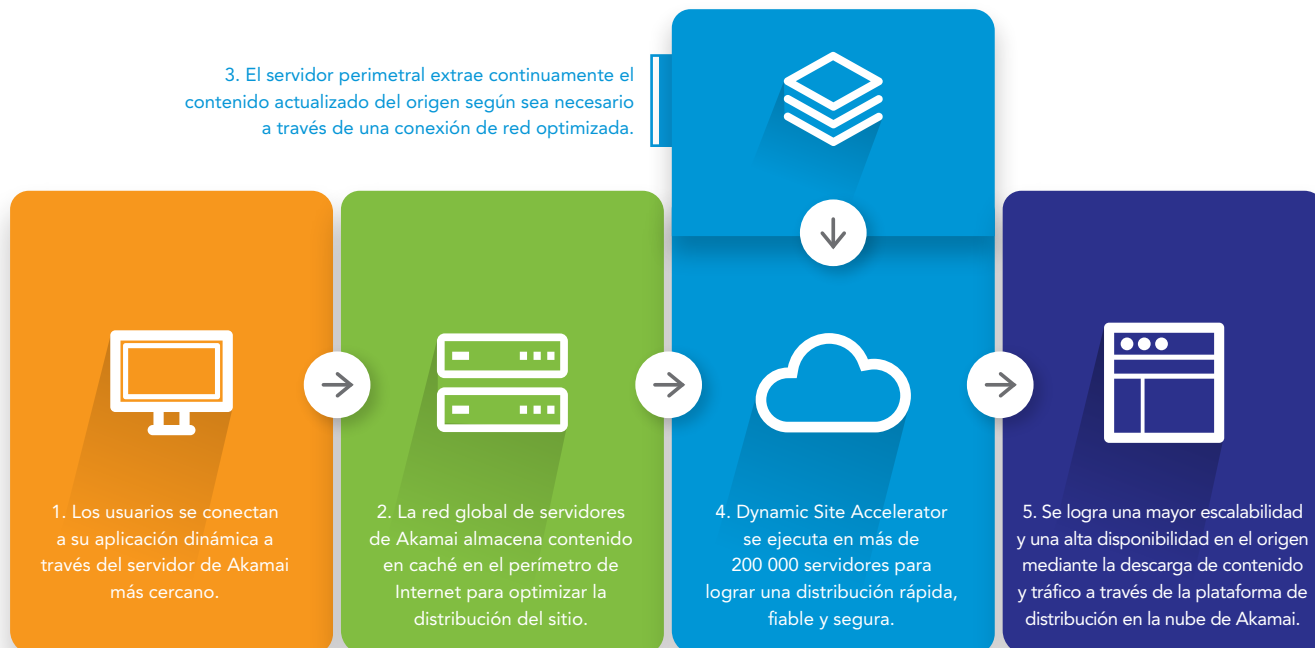 3. El servidor perimetral extrae continuamente el
contenido actualizado del origen según sea necesario
a través de una conexión de red optimizada.
1. Los usuarios se conectan
a su aplicación dinámica a
través del servidor de Akamai
más cercano.
2. La red global de servidores
de Akamai almacena contenido
en caché en el perímetro de
Internet para optimizar la
distribución del sitio.
4. Dynamic Site Accelerator
se ejecuta en más de
200 000 servidores para
lograr una distribución rápida,
fiable y segura.
5. Se logra una mayor escalabilidad
y una alta disponibilidad en el origen
mediante la descarga de contenido
y tráfico a través de la plataforma de
distribución en la nube de Akamai.